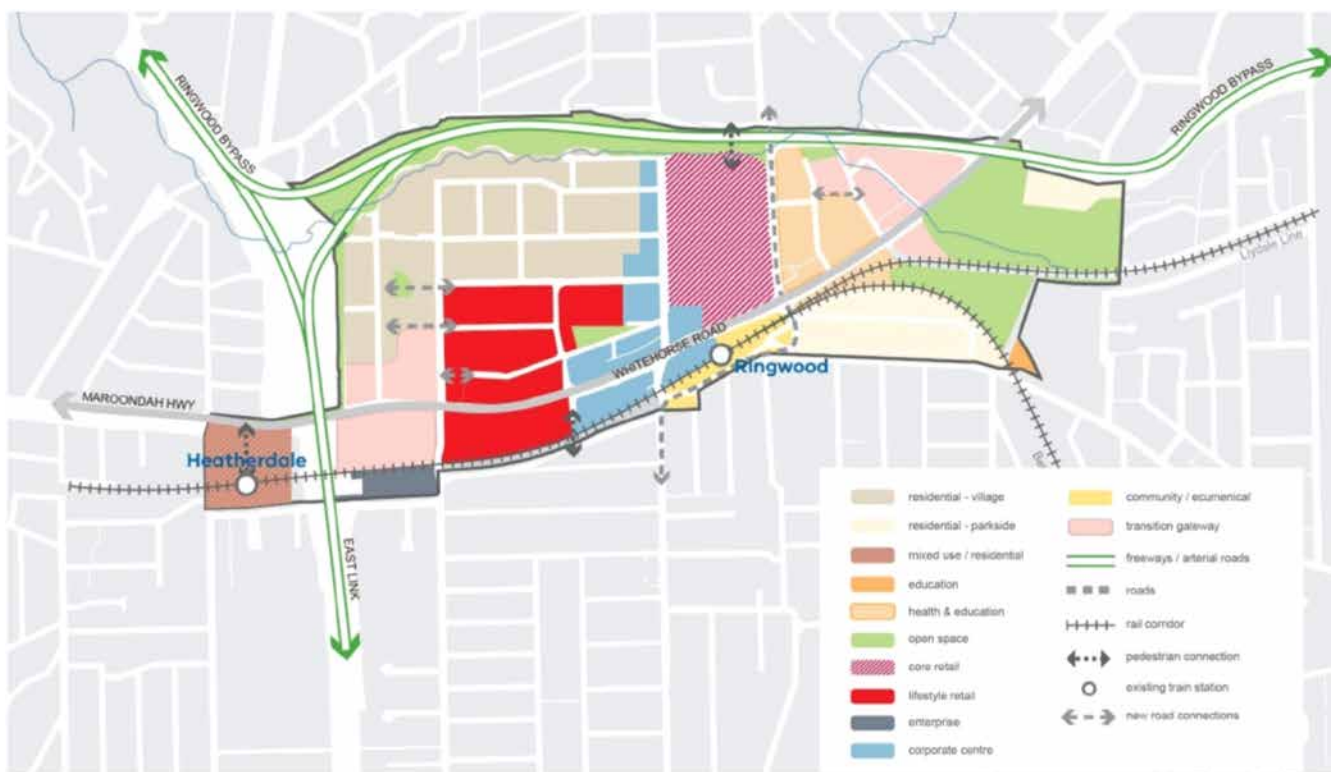 RINGWOOD BYPASS
RINGWOOD BYPASS
Lilydale Line
WHITEHORSE ROAD
Ringwood
MAROONDAH HWY
Heatherdale
EAST LINK
residential - village
residential - parkside
mixed use / residential
education
health & education
open space
core retail
lifestyle retail
enterprise
corporate centre
community / ecumenical
transition gateway
freeways / arterial roads
roads
rail corridor
pedestrian connection
existing train station
new road connections